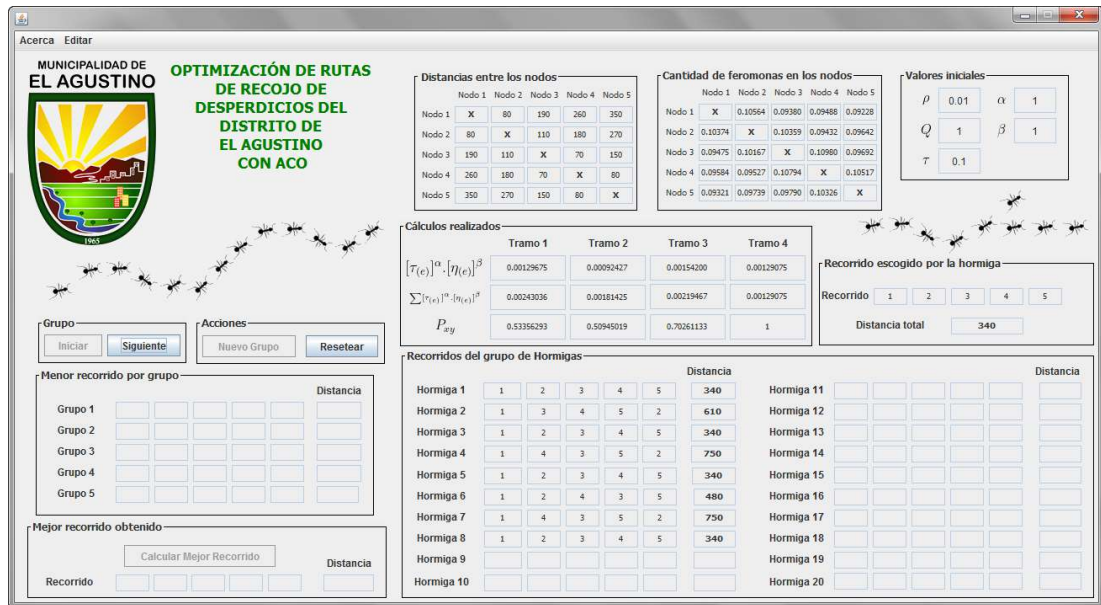 Acerca Editar
MUNICIPALIDAD DE
EL AGUSTINO
1965
OPTIMIZACIÓN DE RUTAS
DE RECOJO DE
DESPERDICIOS DEL
DISTRITO DE
EL AGUSTINO
CON ACO
Distancias entre los nodos
Nodo 1 Nodo 2 Nodo 3 Nodo 4 Nodo 5
Nodo 1 X 80 190 260 350
Nodo 2 80 X 110 180 270
Nodo 3 190 110 X 70 150
Nodo 4 260 180 70 X 80
Nodo 5 350 270 150 80 X
Cantidad de feromonas en los nodos
Nodo 1 Nodo 2 Nodo 3 Nodo 4 Nodo 5
Nodo 1 X 0.10564 0.09380 0.09488 0.09228
Nodo 2 0.10374 X 0.10359 0.09432 0.09642
Nodo 3 0.09475 0.10167 X 0.10980 0.09692
Nodo 4 0.09584 0.09527 0.10794 X 0.10517
Nodo 5 0.09321 0.09739 0.09790 0.10326 X
Valores iniciales
ρ 0.01 α 1
Q 1 β 1
τ 0.1
Cálculos realizados
Tramo 1 Tramo 2 Tramo 3 Tramo 4
[τ(e)]^α.[η(e)]^β 0.00129675 0.00092427 0.00154200 0.00129075
∑[τ(e)]^α.[η(e)]^β 0.00243036 0.00181425 0.00219467 0.00129075
Pxy 0.53356293 0.50945019 0.70261133 1
Recorrido escogido por la hormiga
Recorrido 1 2 3 4 5
Distancia total 340
Grupo
Iniciar Siguiente
Acciones
Nuevo Grupo Resetear
Menor recorrido por grupo
Distancia
Grupo 1
Grupo 2
Grupo 3
Grupo 4
Grupo 5
Mejor recorrido obtenido
Calcular Mejor Recorrido
Distancia
Recorrido
Recorridos del grupo de Hormigas
Distancia
Hormiga 1 1 2 3 4 5 340
Hormiga 2 1 3 4 5 2 610
Hormiga 3 1 2 3 4 5 340
Hormiga 4 1 4 3 5 2 750
Hormiga 5 1 2 3 4 5 340
Hormiga 6 1 2 4 3 5 480
Hormiga 7 1 4 3 5 2 750
Hormiga 8 1 2 3 4 5 340
Hormiga 9
Hormiga 10
Distancia
Hormiga 11
Hormiga 12
Hormiga 13
Hormiga 14
Hormiga 15
Hormiga 16
Hormiga 17
Hormiga 18
Hormiga 19
Hormiga 20